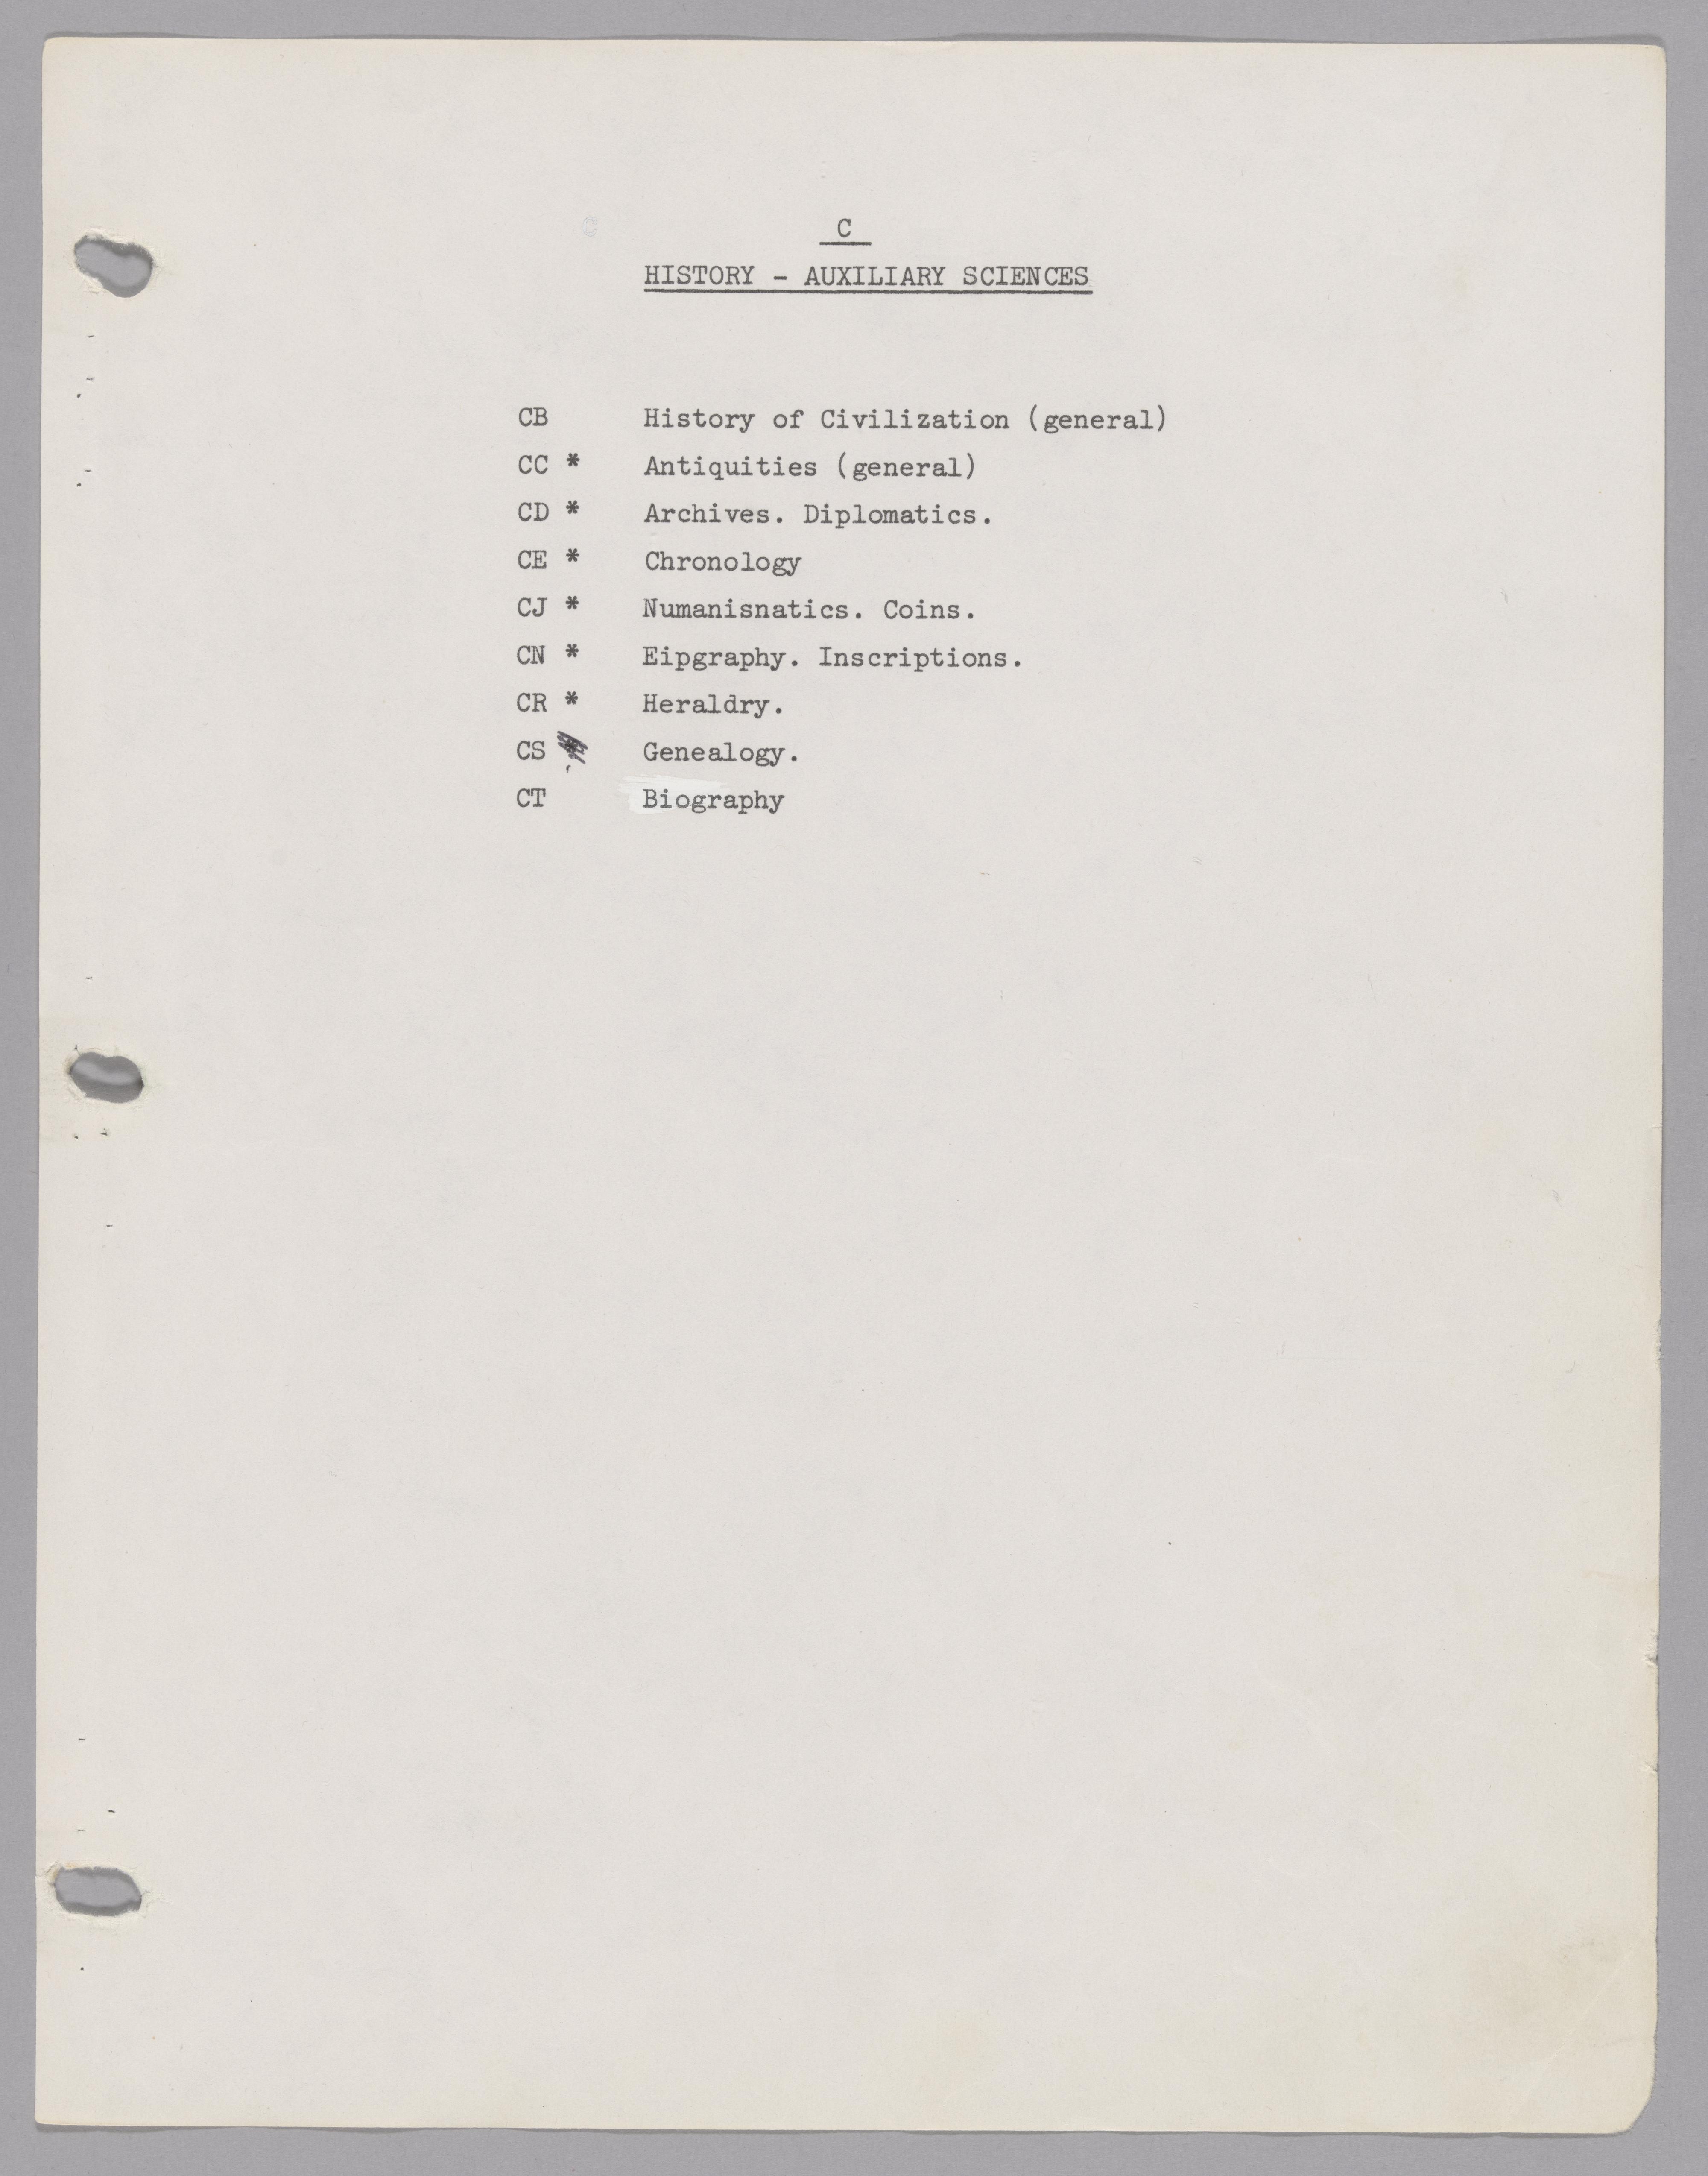 C
HISTORY - AUXILIARY SCIENCES
CB History of Civilization (general)
CC * Antiquities (general)
CD * Archives. Diplomatics.
CE * Chronology
CJ * Numanisnatics. Coins.
CN * Eipgraphy. Inscriptions.
CR * Heraldry.
CS Genealogy.
CT Biography